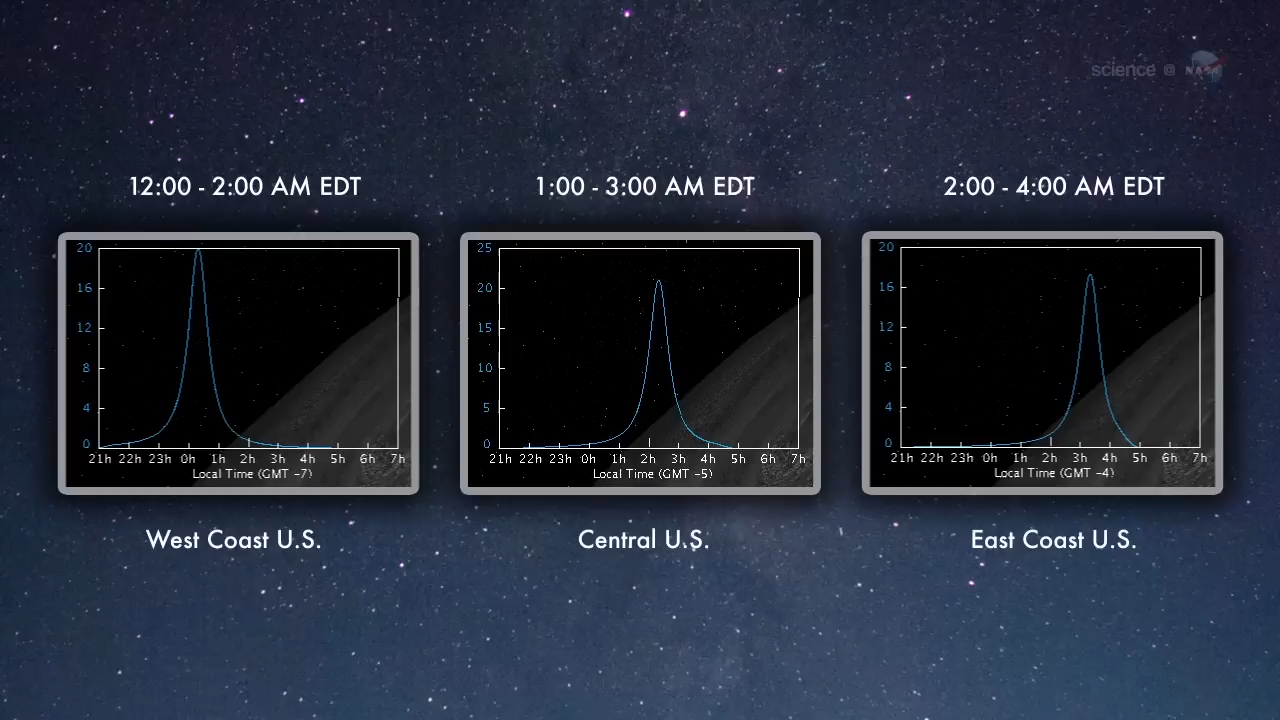 science @ NASA
12:00 - 2:00 AM EDT
1:00 - 3:00 AM EDT
2:00 - 4:00 AM EDT
20
16
12
8
4
0
21h 22h 23h 0h 1h 2h 3h 4h 5h 6h 7h
Local Time (GMT -7)
25
20
15
10
5
0
21h 22h 23h 0h 1h 2h 3h 4h 5h 6h 7h
Local Time (GMT -5)
20
16
12
8
4
0
21h 22h 23h 0h 1h 2h 3h 4h 5h 6h 7h
Local Time (GMT -4)
West Coast U.S.
Central U.S.
East Coast U.S.